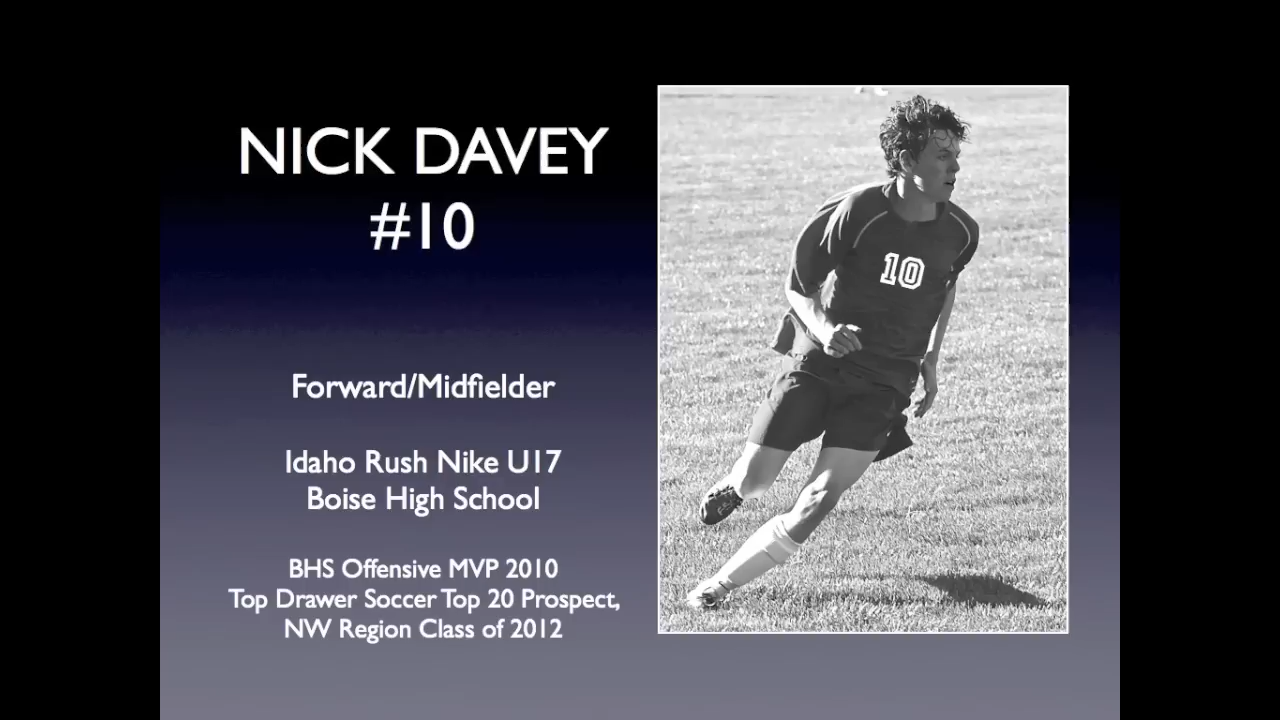 NICK DAVEY
#10
Forward/Midfielder
Idaho Rush Nike U17
Boise High School
BHS Offensive MVP 2010
Top Drawer Soccer Top 20 Prospect,
NW Region Class of 2012
10